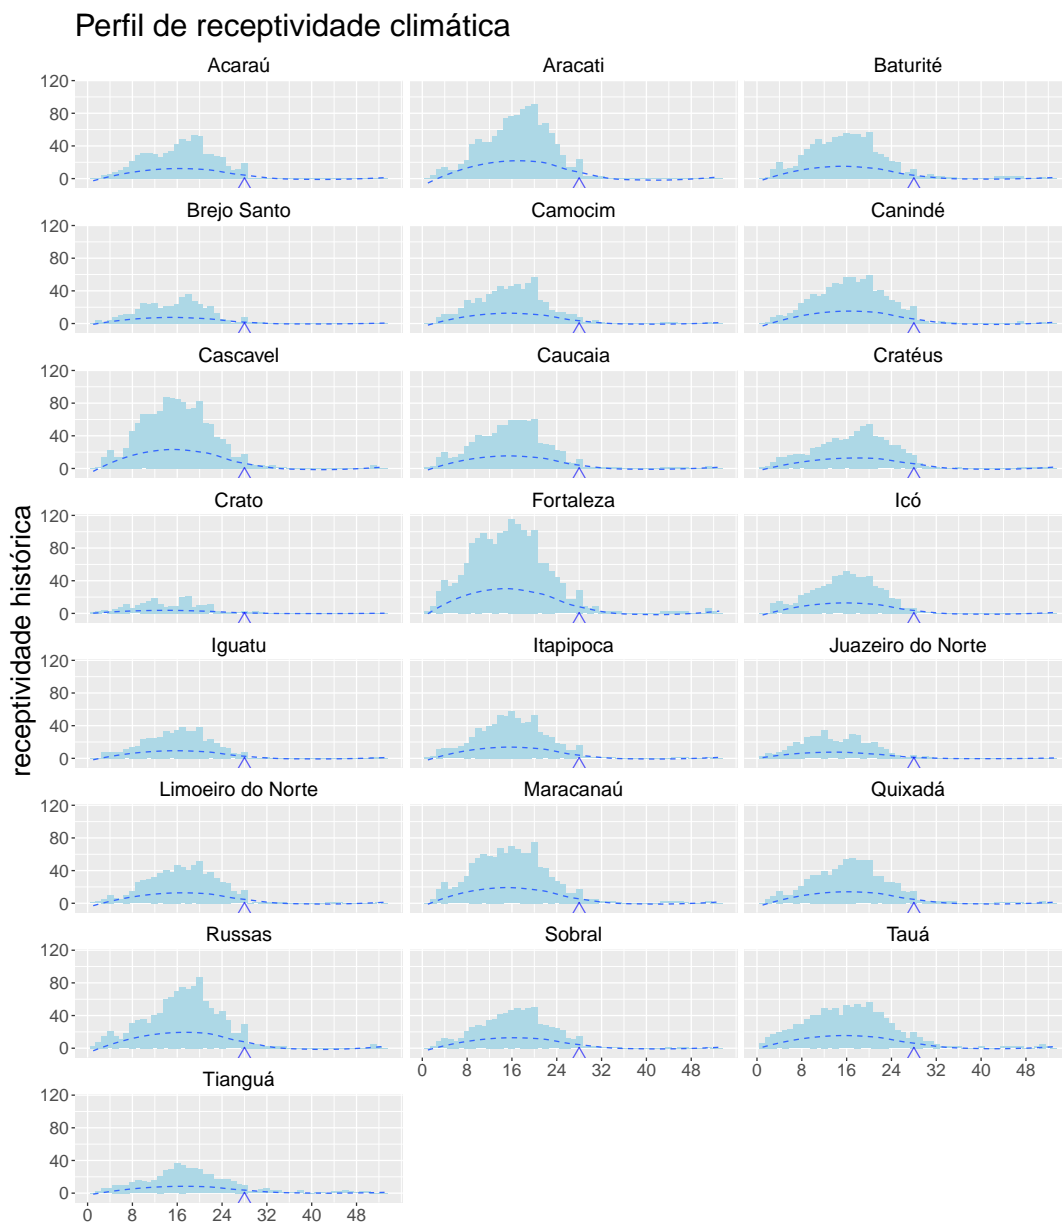 Perfil de receptividade climática
Acaraú Aracati Baturité
120
80
40
0
Brejo Santo Camocim Canindé
120
80
40
0
Cascavel Caucaia Cratéus
120
80
40
0
Crato Fortaleza Icó
120
80
40
0
receptividade histórica
Iguatu Itapipoca Juazeiro do Norte
120
80
40
0
Limoeiro do Norte Maracanaú Quixadá
120
80
40
0
Russas Sobral Tauá
120
80
40
0
0 8 16 24 32 40 48 0 8 16 24 32 40 48
Tianguá
120
80
40
0
0 8 16 24 32 40 48